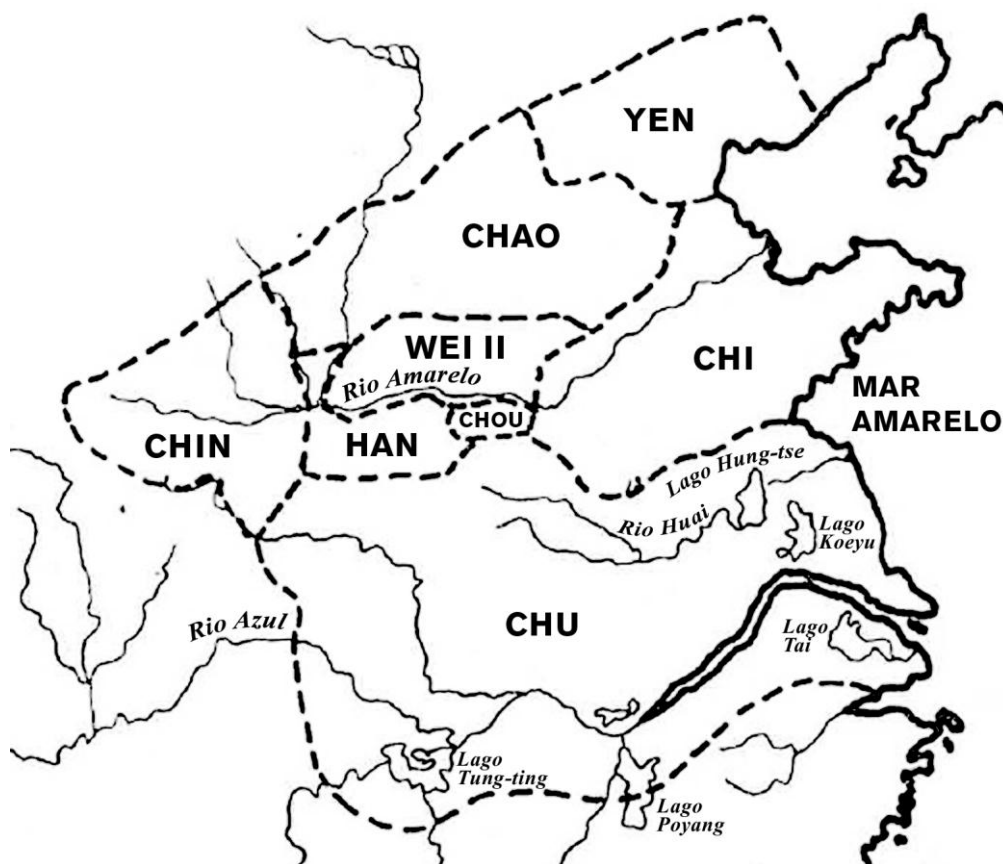 YEN
CHAO
WEI II
CHI
Rio Amarelo
MAR
AMARELO
CHOU
CHIN
HAN
Lago Hung-tse
Rio Huai
Lago
Koeyu
CHU
Rio Azul
Lago
Tai
Lago
Tung-ting
Lago
Poyang